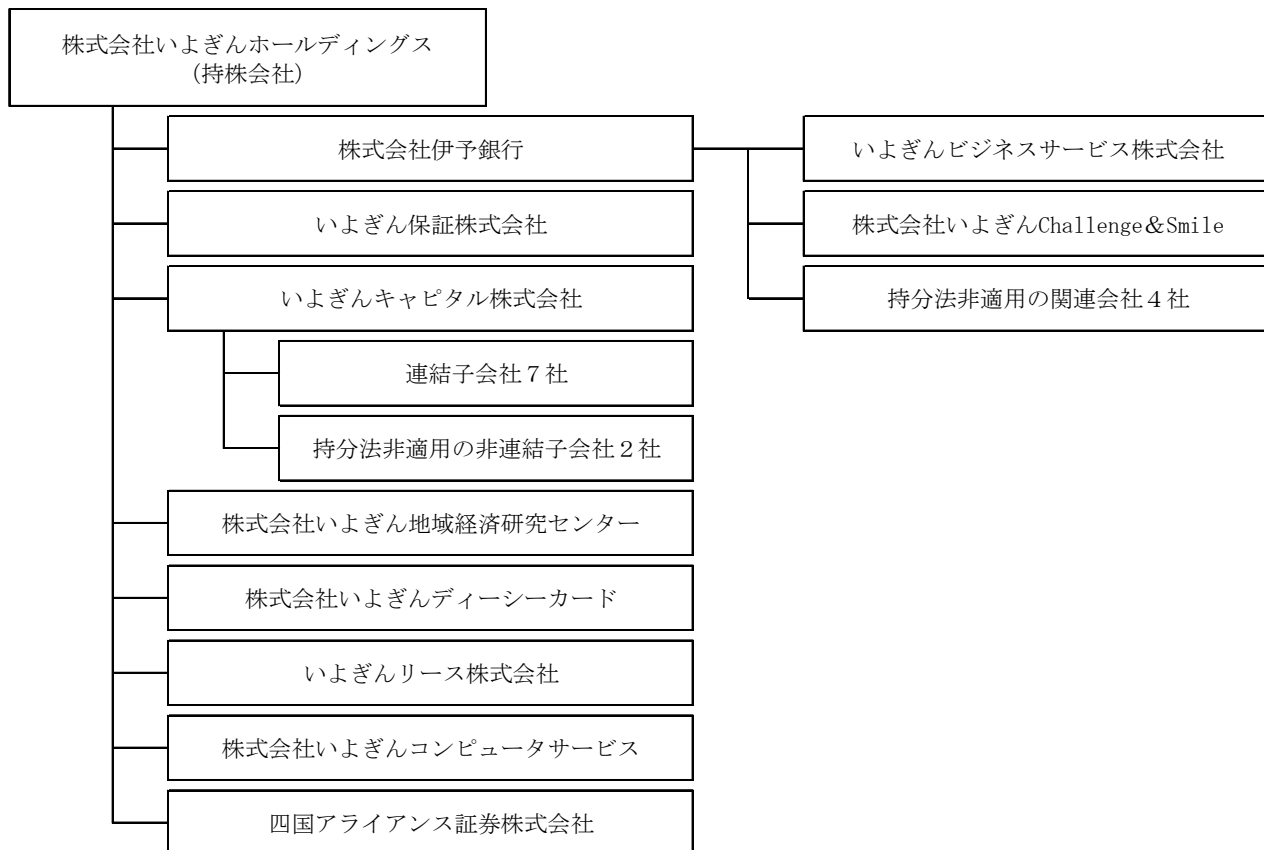 株式会社いよぎんホールディングス
(持株会社)
株式会社伊予銀行
いよぎんビジネスサービス株式会社
いよぎん保証株式会社
株式会社いよぎんChallenge&Smile
いよぎんキャピタル株式会社
持分法非適用の関連会社4社
連結子会社7社
持分法非適用の非連結子会社2社
株式会社いよぎん地域経済研究センター
株式会社いよぎんディーシーカード
いよぎんリース株式会社
株式会社いよぎんコンピュータサービス
四国アライアンス証券株式会社